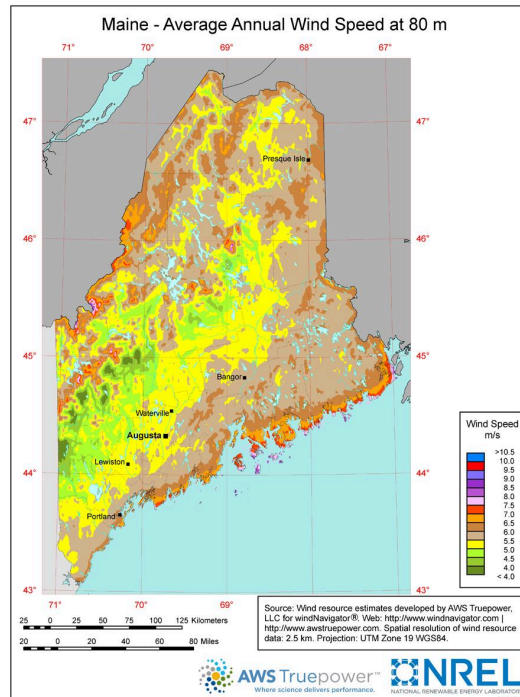 Maine - Average Annual Wind Speed at 80 m
71° 70° 69° 68° 67°
47° 47°
Presque Isle
46° 46°
45° 45°
Bangor
Waterville
Augusta
Lewiston
44° 44°
Portland
43° 43°
71° 70° 69° 68° 67°
Wind Speed
m/s
>10.5
10.0
9.5
9.0
8.5
8.0
7.5
7.0
6.5
6.0
5.5
5.0
4.5
4.0
< 4.0
25 0 25 50 75 100 125 Kilometers
20 0 20 40 60 80 Miles
Source: Wind resource estimates developed by AWS Truepower,
LLC for windNavigator®. Web: http://www.windnavigator.com |
http://www.awstruepower.com. Spatial resolution of wind resource
data: 2.5 km. Projection: UTM Zone 19 WGS84.
AWS Truepower™
Where science delivers performance.
NREL
NATIONAL RENEWABLE ENERGY LABORATORY